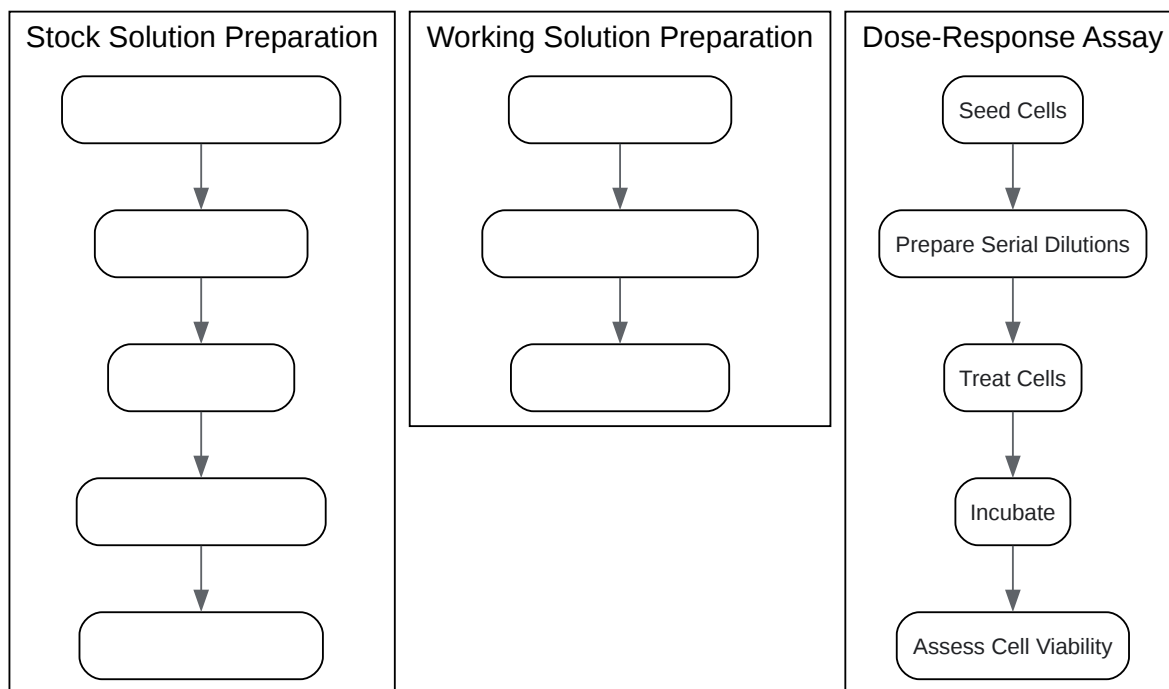 Stock Solution Preparation
Working Solution Preparation
Dose-Response Assay
Seed Cells
Prepare Serial Dilutions
Treat Cells
Incubate
Assess Cell Viability